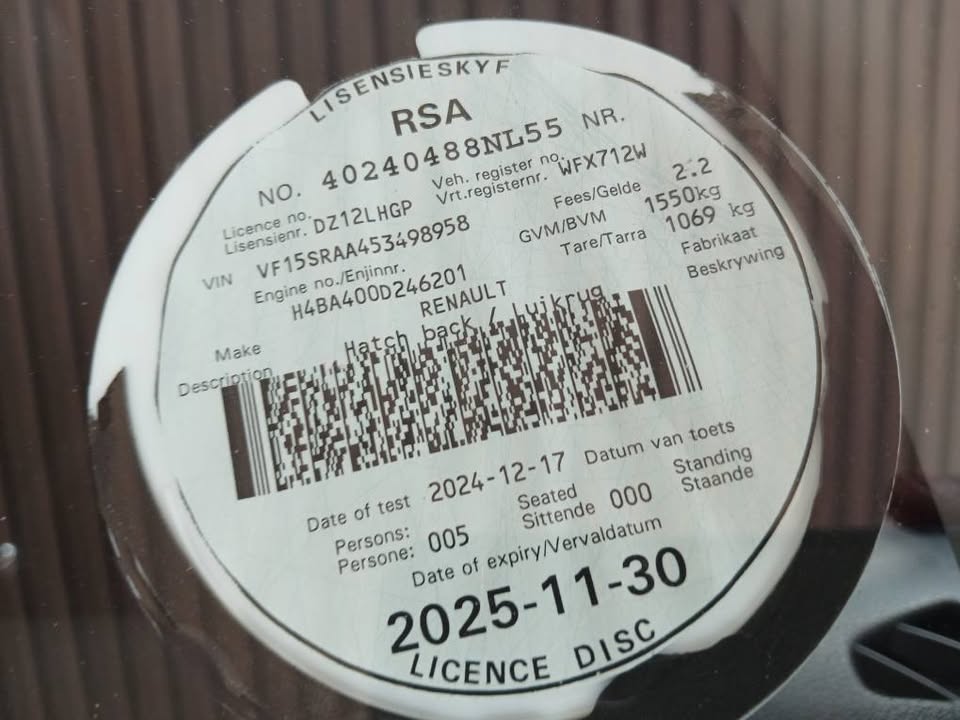 LISENSIESKYF
RSA
NO. 40240488NL55 NR.
Licence no. Veh. register no.
Lisensienr. DZ12LHGP Vrt.registernr. WFX712W
VIN VF15SRAA453498958 Fees/Gelde 2.2
Engine no./Enjinnr. GVM/BVM 1550kg
H4BA400D246201 Tare/Tarra 1069 kg
Make RENAULT Fabrikaat
Description Hatch back / Luikrug Beskrywing
Date of test 2024-12-17 Datum van toets
Persons: Seated Standing
Persone: 005 Sittende 000 Staande
Date of expiry/Vervaldatum
2025-11-30
LICENCE DISC